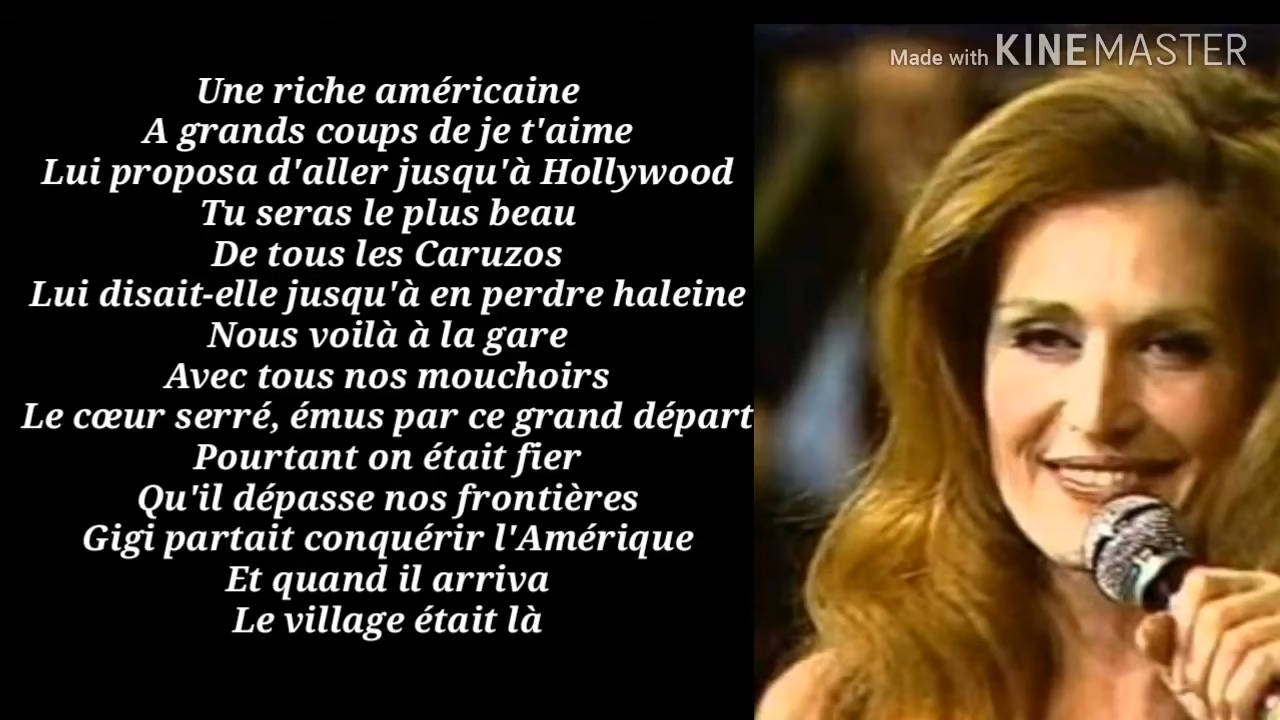 Made with KINEMASTER
Une riche américaine
A grands coups de je t'aime
Lui proposa d'aller jusqu'à Hollywood
Tu seras le plus beau
De tous les Caruzos
Lui disait-elle jusqu'à en perdre haleine
Nous voilà à la gare
Avec tous nos mouchoirs
Le cœur serré, émus par ce grand départ
Pourtant on était fier
Qu'il dépasse nos frontières
Gigi partait conquérir l'Amérique
Et quand il arriva
Le village était là